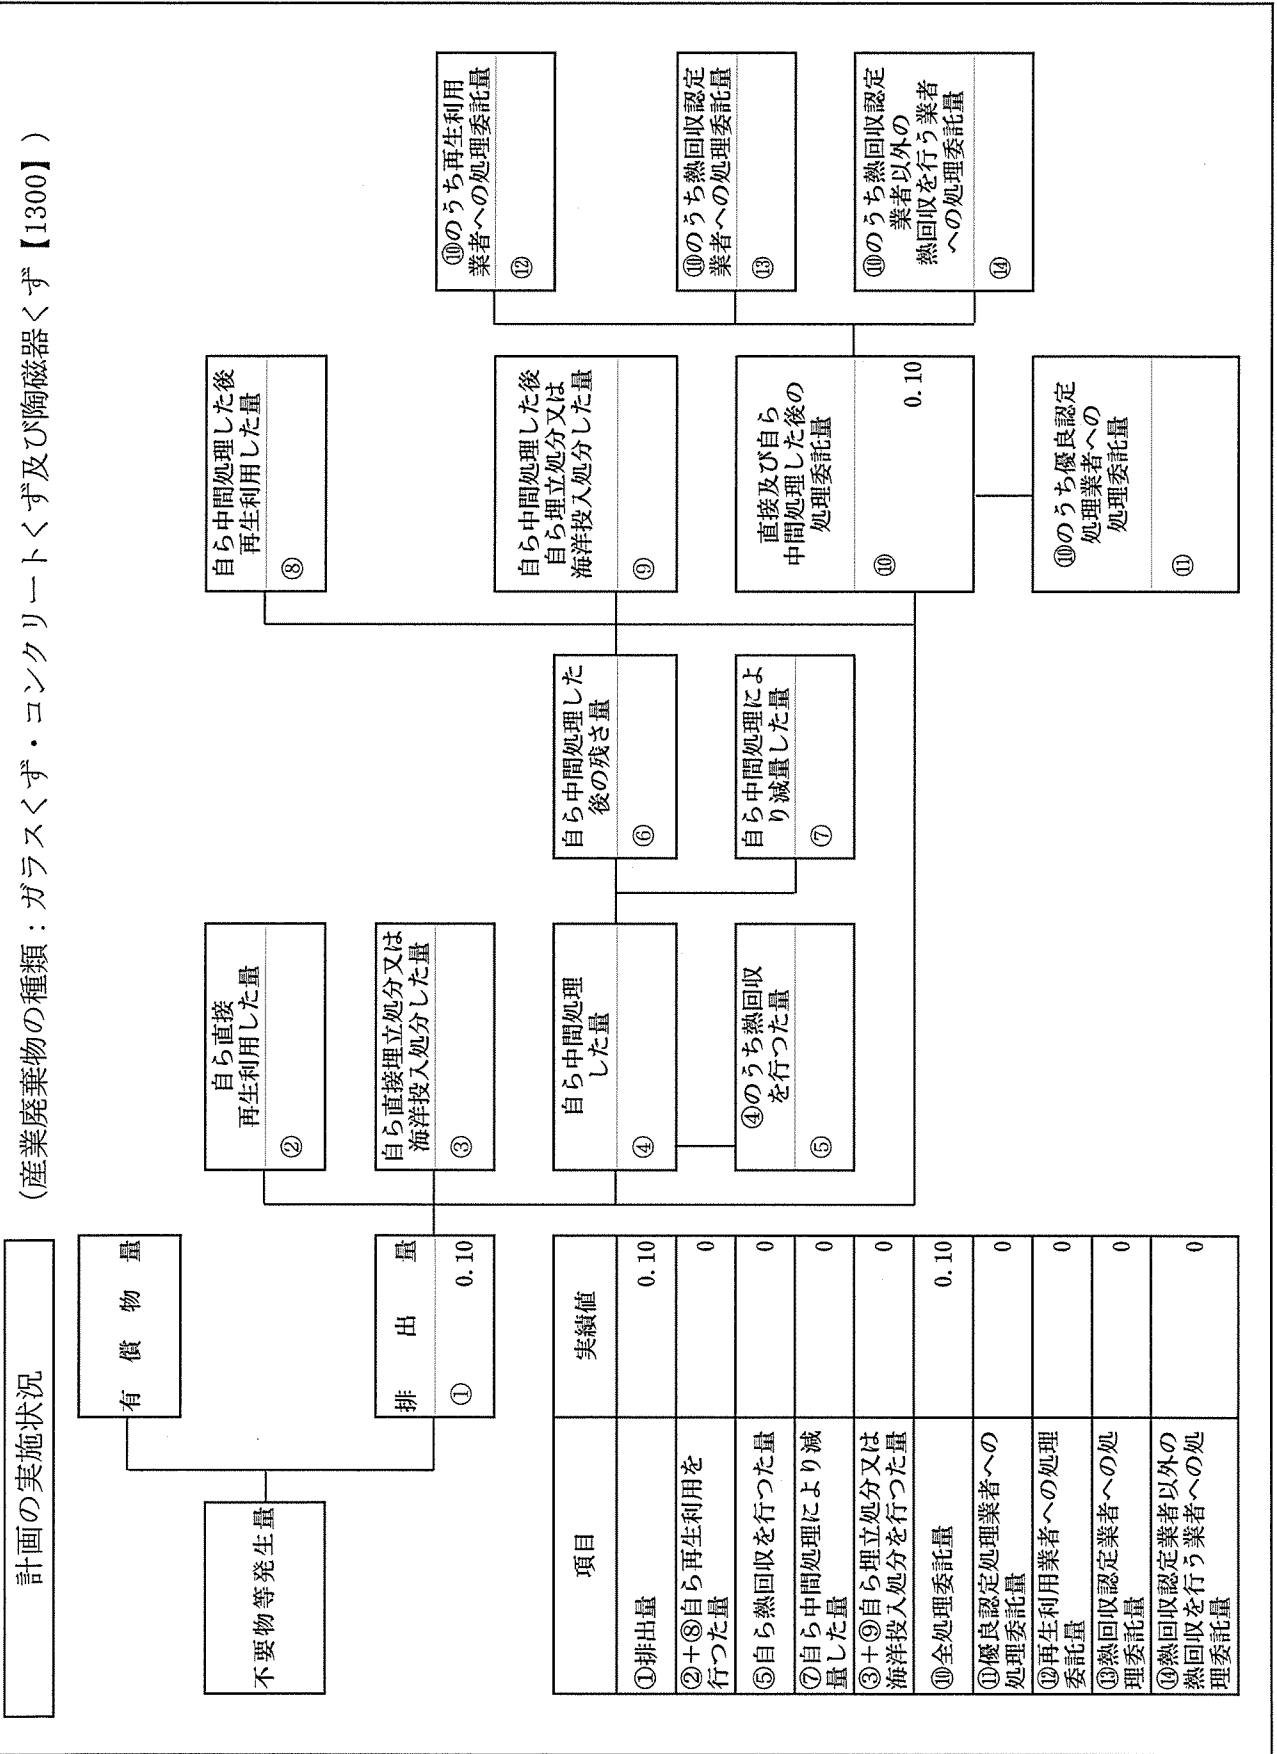 計画の実施状況
(産業廃棄物の種類：ガラスくず・コンクリートくず及び陶磁器くず【1300】)
不要物等発生量
有償物量
排出量
① 0.10
自ら直接
再生利用した量
②
自ら直接埋立処分又は
海洋投入処分した量
③
自ら中間処理
した量
④
④のうち熱回収
を行つた量
⑤
自ら中間処理した
後の残さ量
⑥
自ら中間処理によ
り減量した量
⑦
自ら中間処理した後
再生利用した量
⑧
自ら中間処理した後
自ら埋立処分又は
海洋投入処分した量
⑨
直接及び自ら
中間処理した後の
処理委託量
⑩ 0.10
⑩のうち優良認定
処理業者への
処理委託量
⑪
⑩のうち再生利用
業者への処理委託量
⑫
⑩のうち熱回収認定
業者への処理委託量
⑬
⑩のうち熱回収認定
業者以外の
熱回収を行う業者
への処理委託量
⑭
項目 実績値
①排出量 0.10
②+⑧自ら再生利用を
行つた量 0
⑤自ら熱回収を行つた量 0
⑦自ら中間処理により減
量した量 0
③+⑨自ら埋立処分又は
海洋投入処分を行つた量 0
⑩全処理委託量 0.10
⑪優良認定処理業者への
処理委託量 0
⑫再生利用業者への処理
委託量 0
⑬熱回収認定業者への処
理委託量 0
⑭熱回収認定業者以外の
熱回収を行う業者への処
理委託量 0